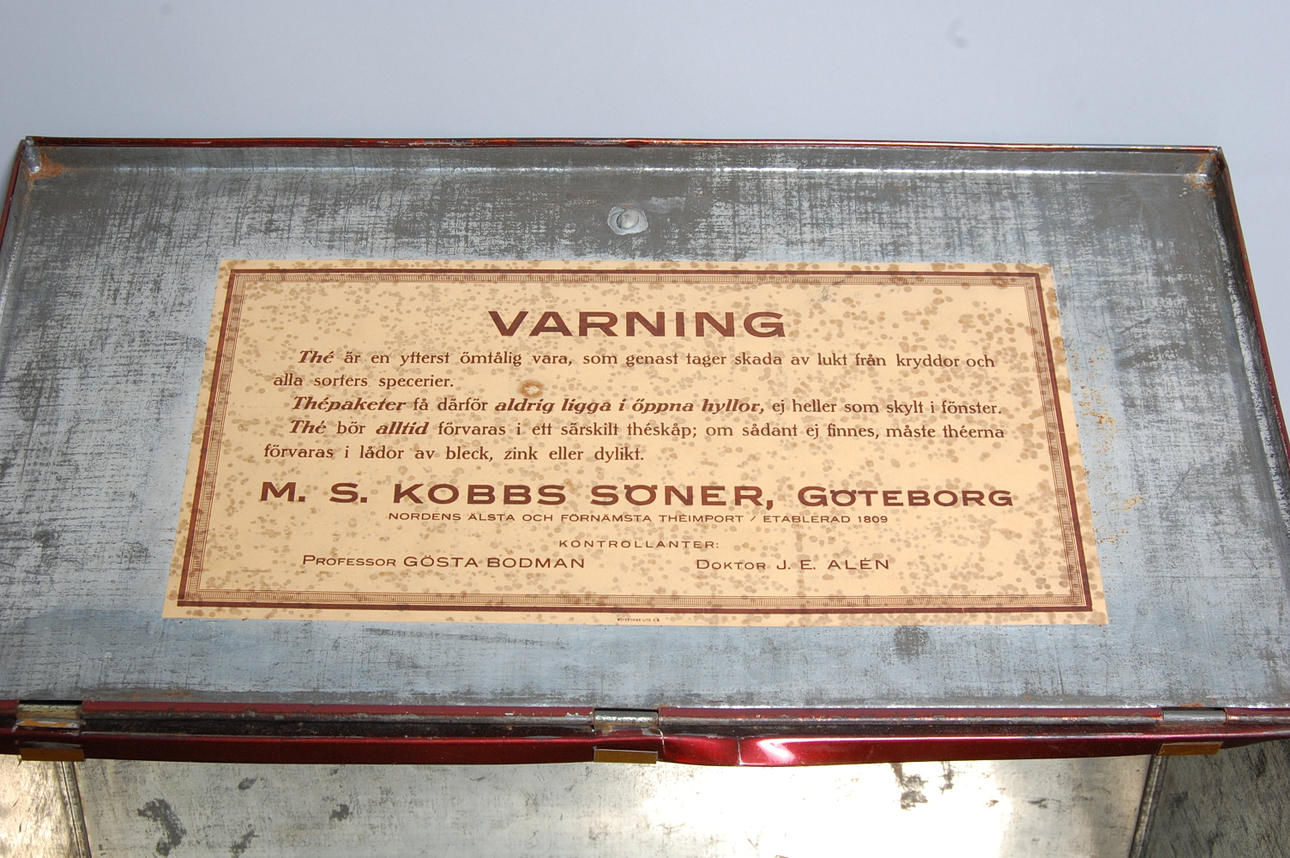 VARNING
Thé är en ytterst ömtålig vara, som genast tager skada av lukt från kryddor och
alla sorters specerier.
Thépaketer få därför aldrig ligga i öppna hyllor, ej heller som skylt i fönster.
Thé bör alltid förvaras i ett särskilt théskåp; om sådant ej finnes, måste théerna
förvaras i lådor av bleck, zink eller dylikt.
M. S. KOBBS SÖNER, GÖTEBORG
NORDENS ÄLSTA OCH FÖRNÄMSTA THEIMPORT / ETABLERAD 1809
KONTROLLANTER:
PROFESSOR GÖSTA BODMAN DOKTOR J. E. ALÉN